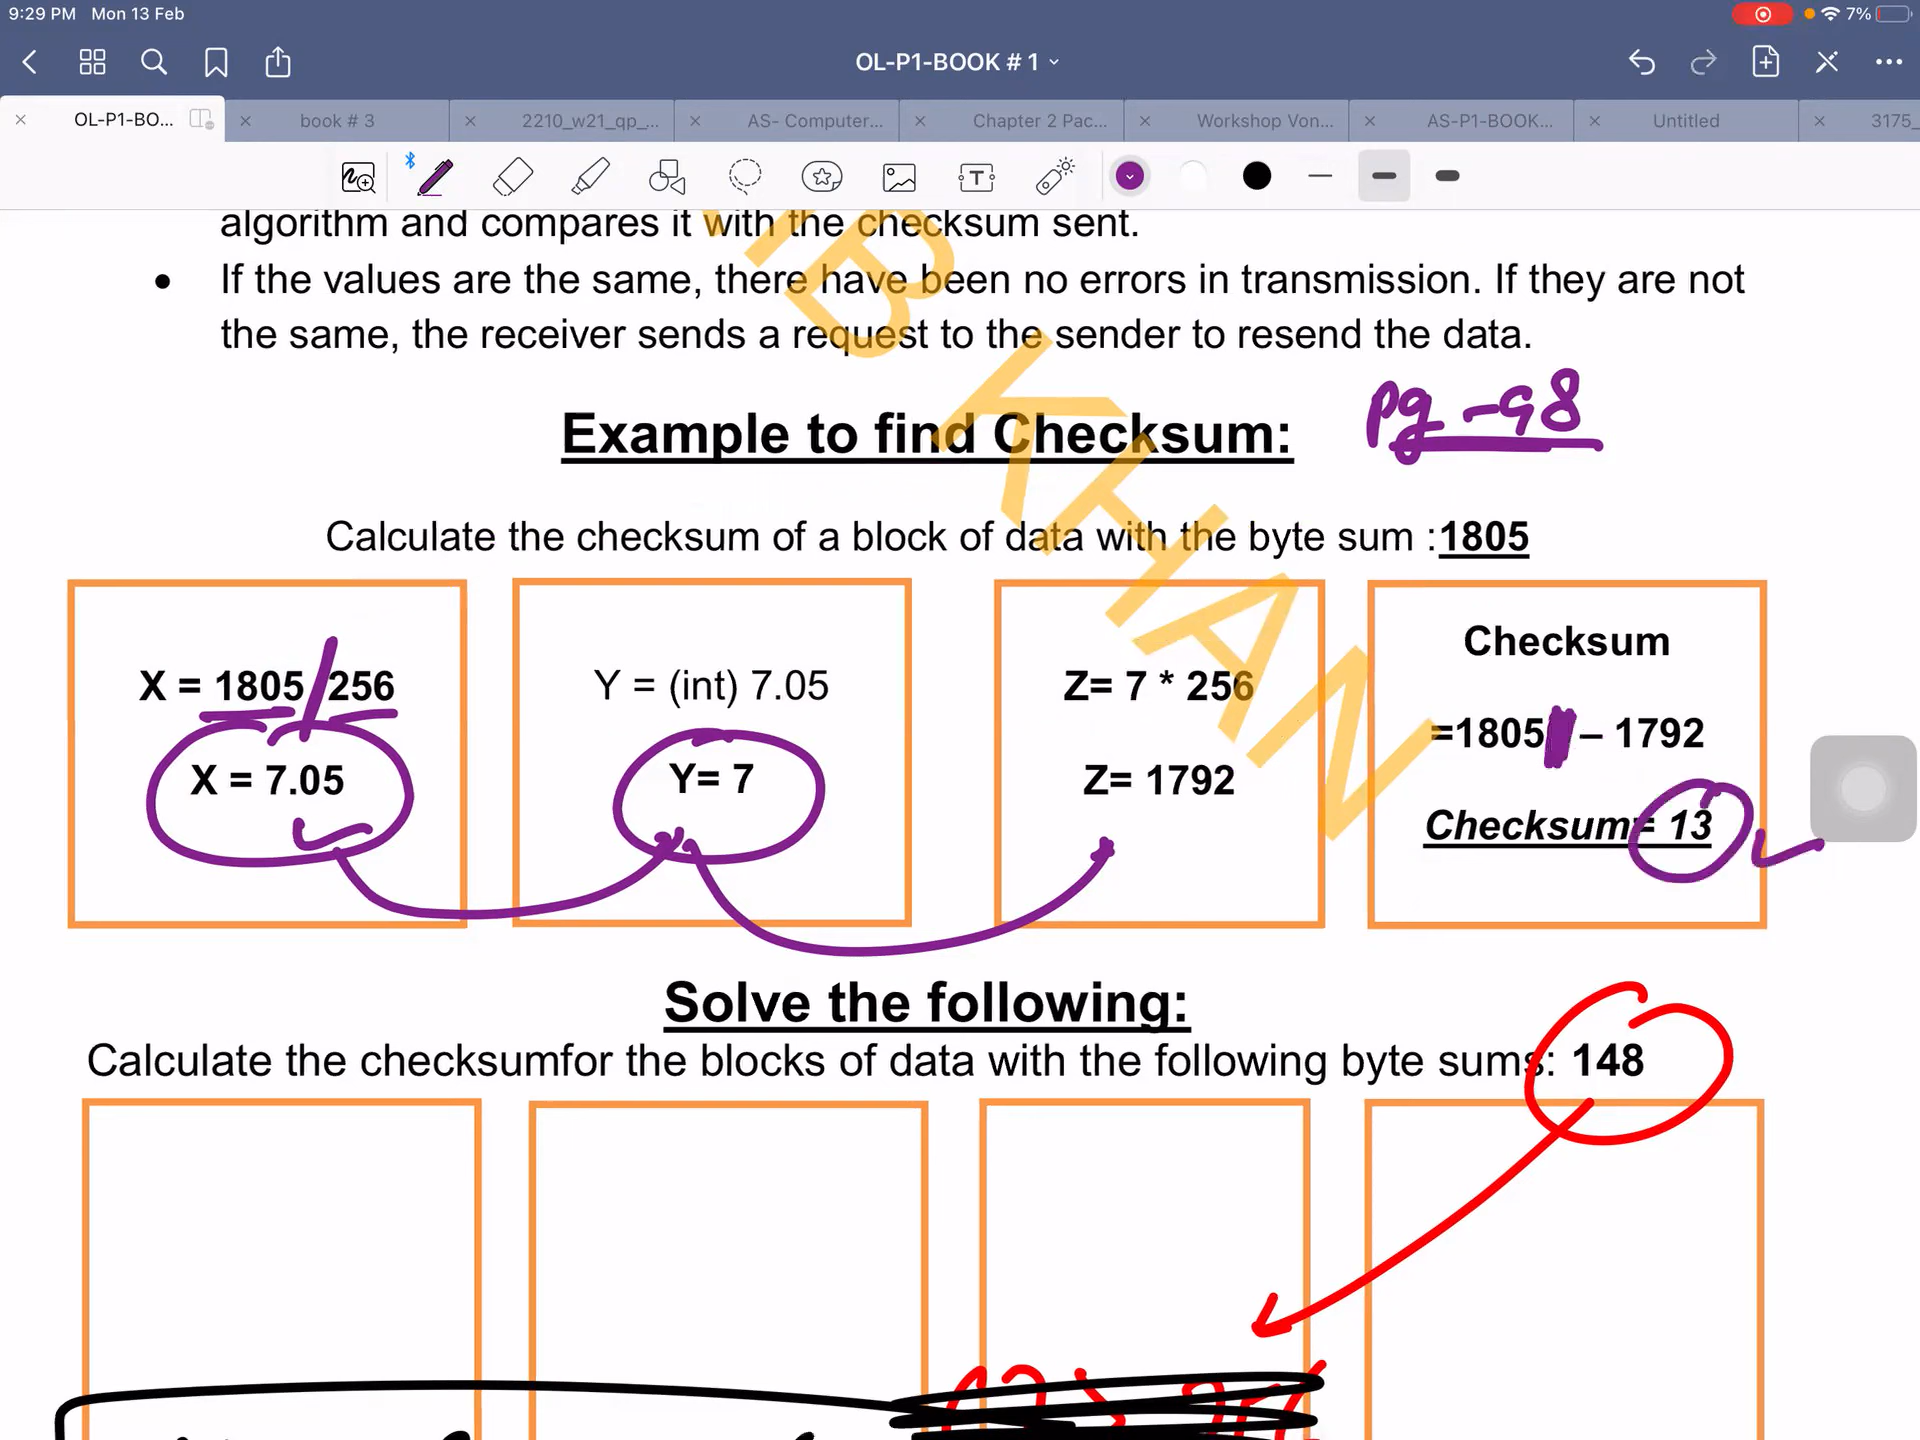 9:29 PM Mon 13 Feb
7%
OL-P1-BOOK # 1
OL-P1-BO...
book # 3
2210_w21_qp_...
AS- Computer...
Chapter 2 Pac...
Workshop Von...
AS-P1-BOOK...
Untitled
3175_
algorithm and compares it with the checksum sent.
• If the values are the same, there have been no errors in transmission. If they are not
the same, the receiver sends a request to the sender to resend the data.
B KHAN
Example to find Checksum:
pg - 98
Calculate the checksum of a block of data with the byte sum :1805
X = 1805/256
X = 7.05
Y = (int) 7.05
Y= 7
Z= 7 * 256
Z= 1792
Checksum
=1805 – 1792
Checksum= 13
Solve the following:
Calculate the checksumfor the blocks of data with the following byte sums: 148